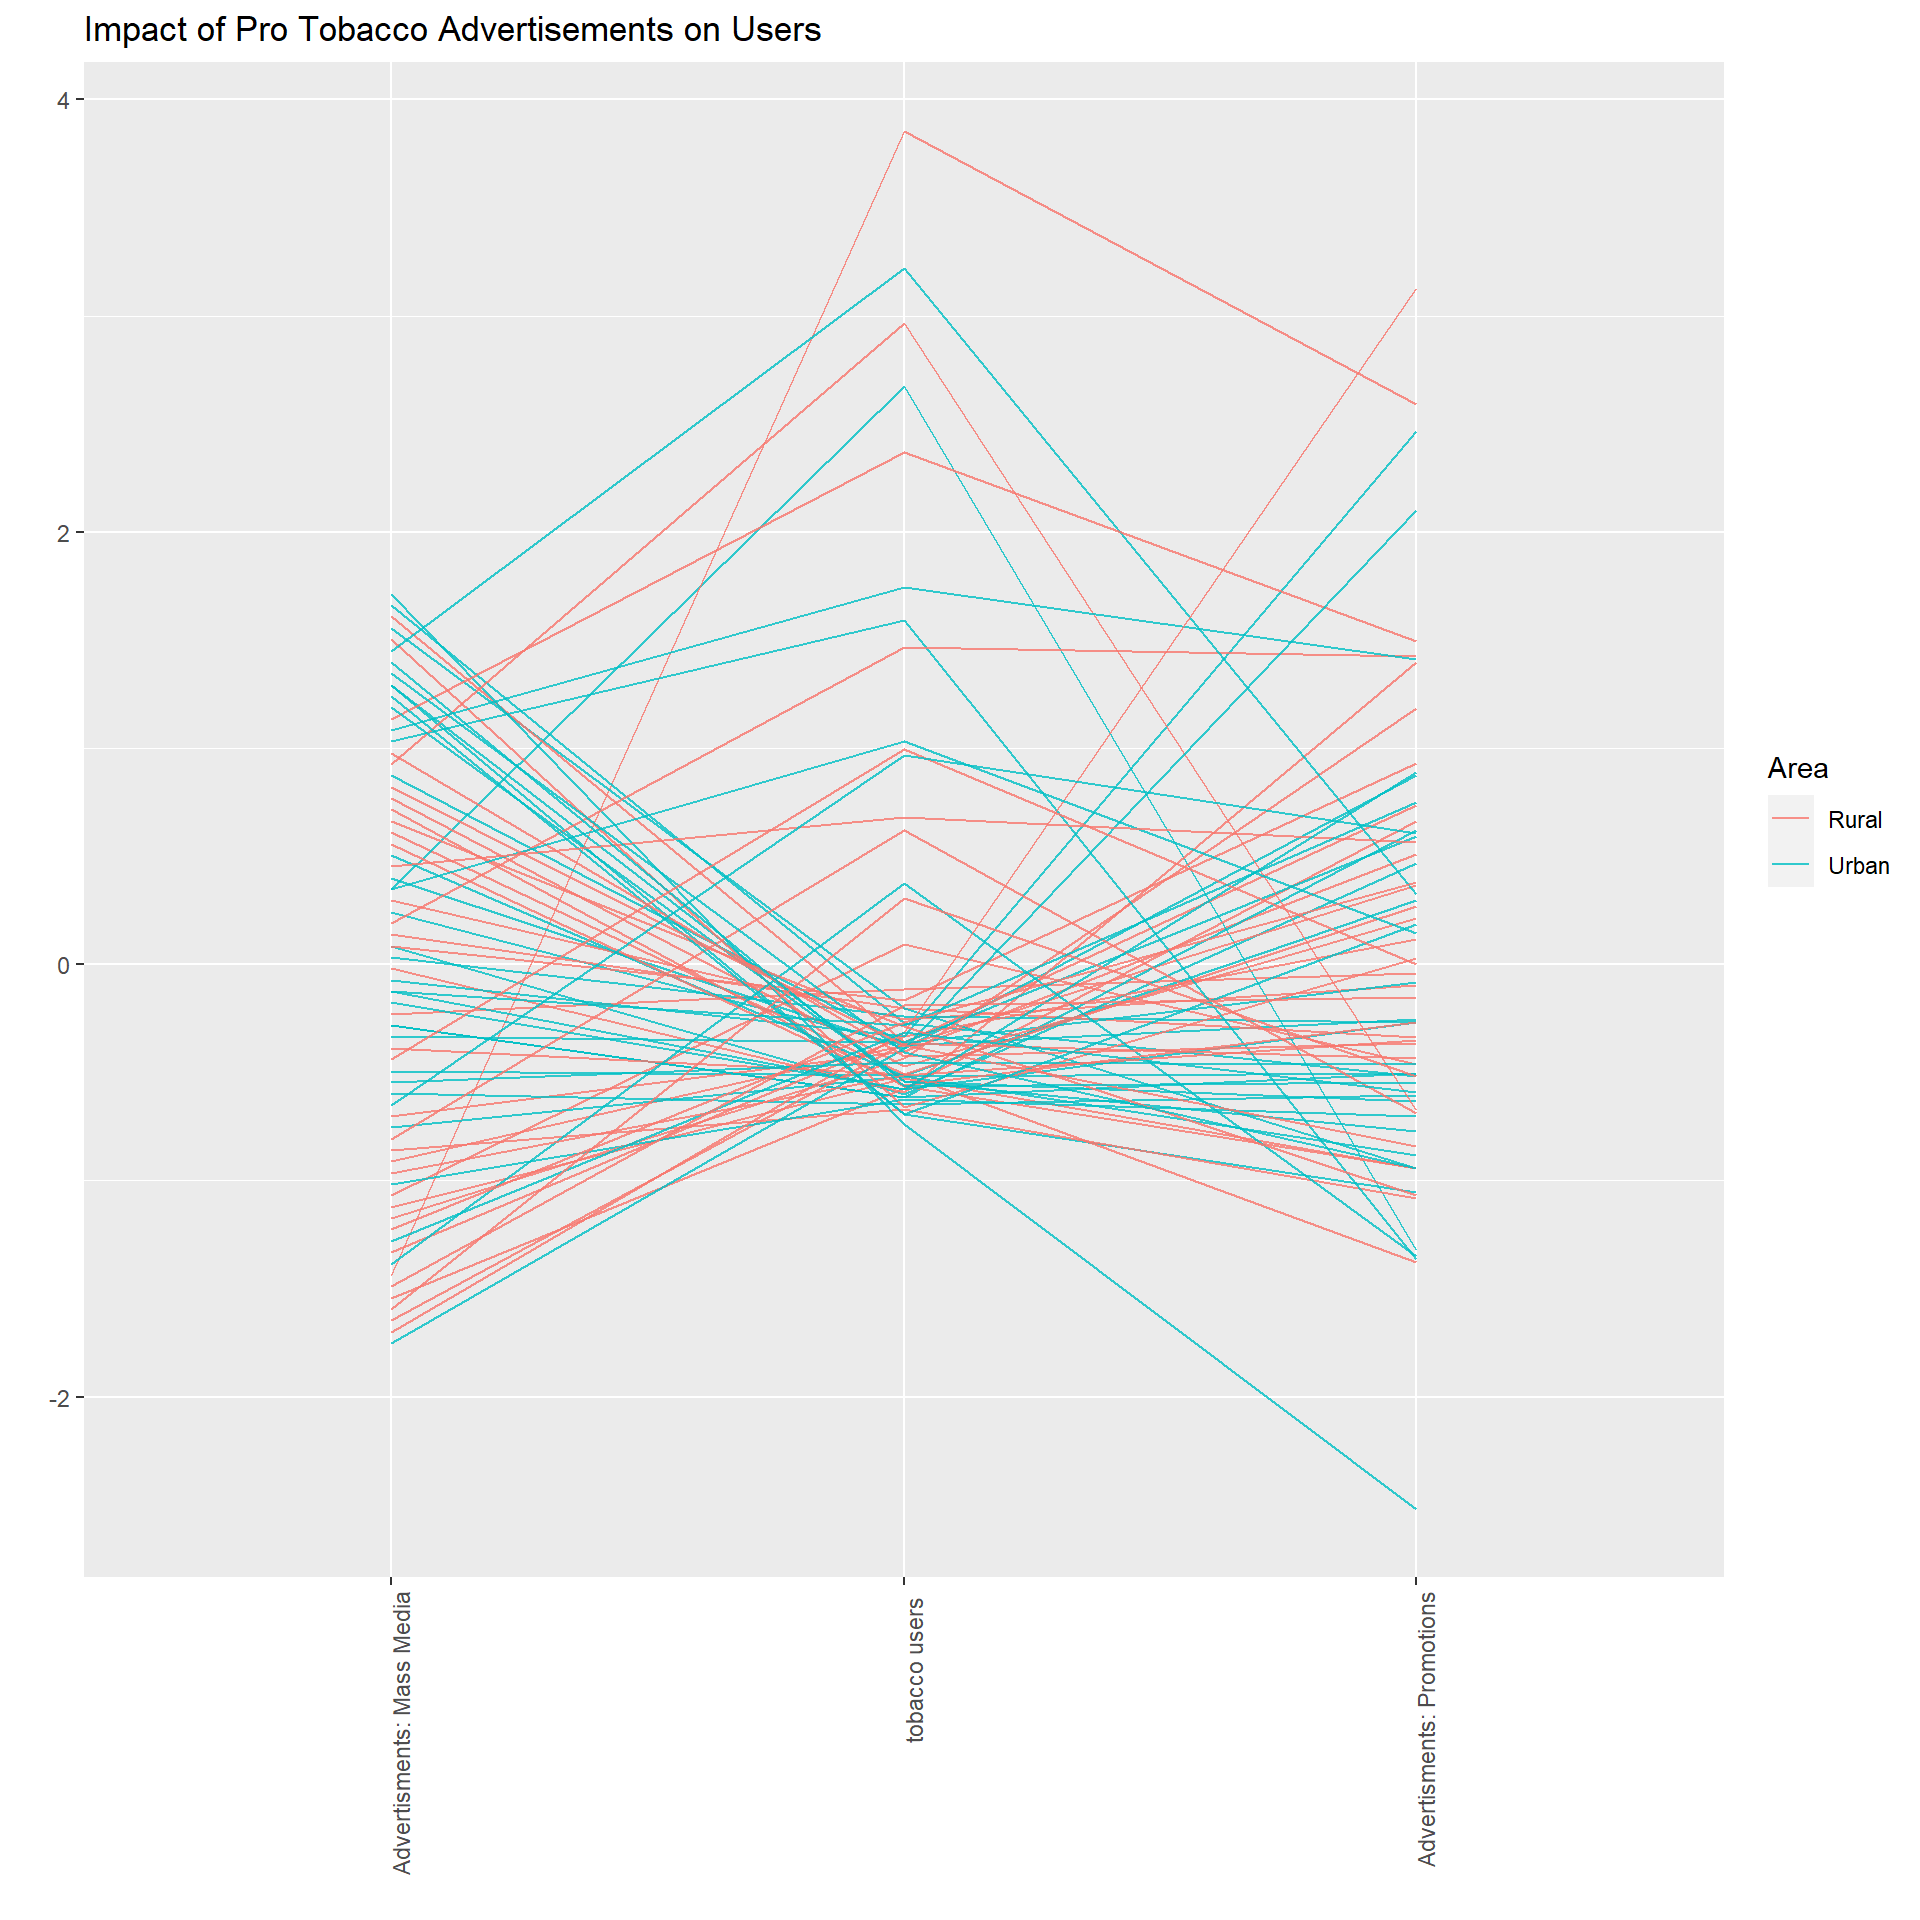 Impact of Pro Tobacco Advertisements on Users
4
2
0
-2
Advertisments: Mass Media
tobacco users
Advertisments: Promotions
Area
Rural
Urban